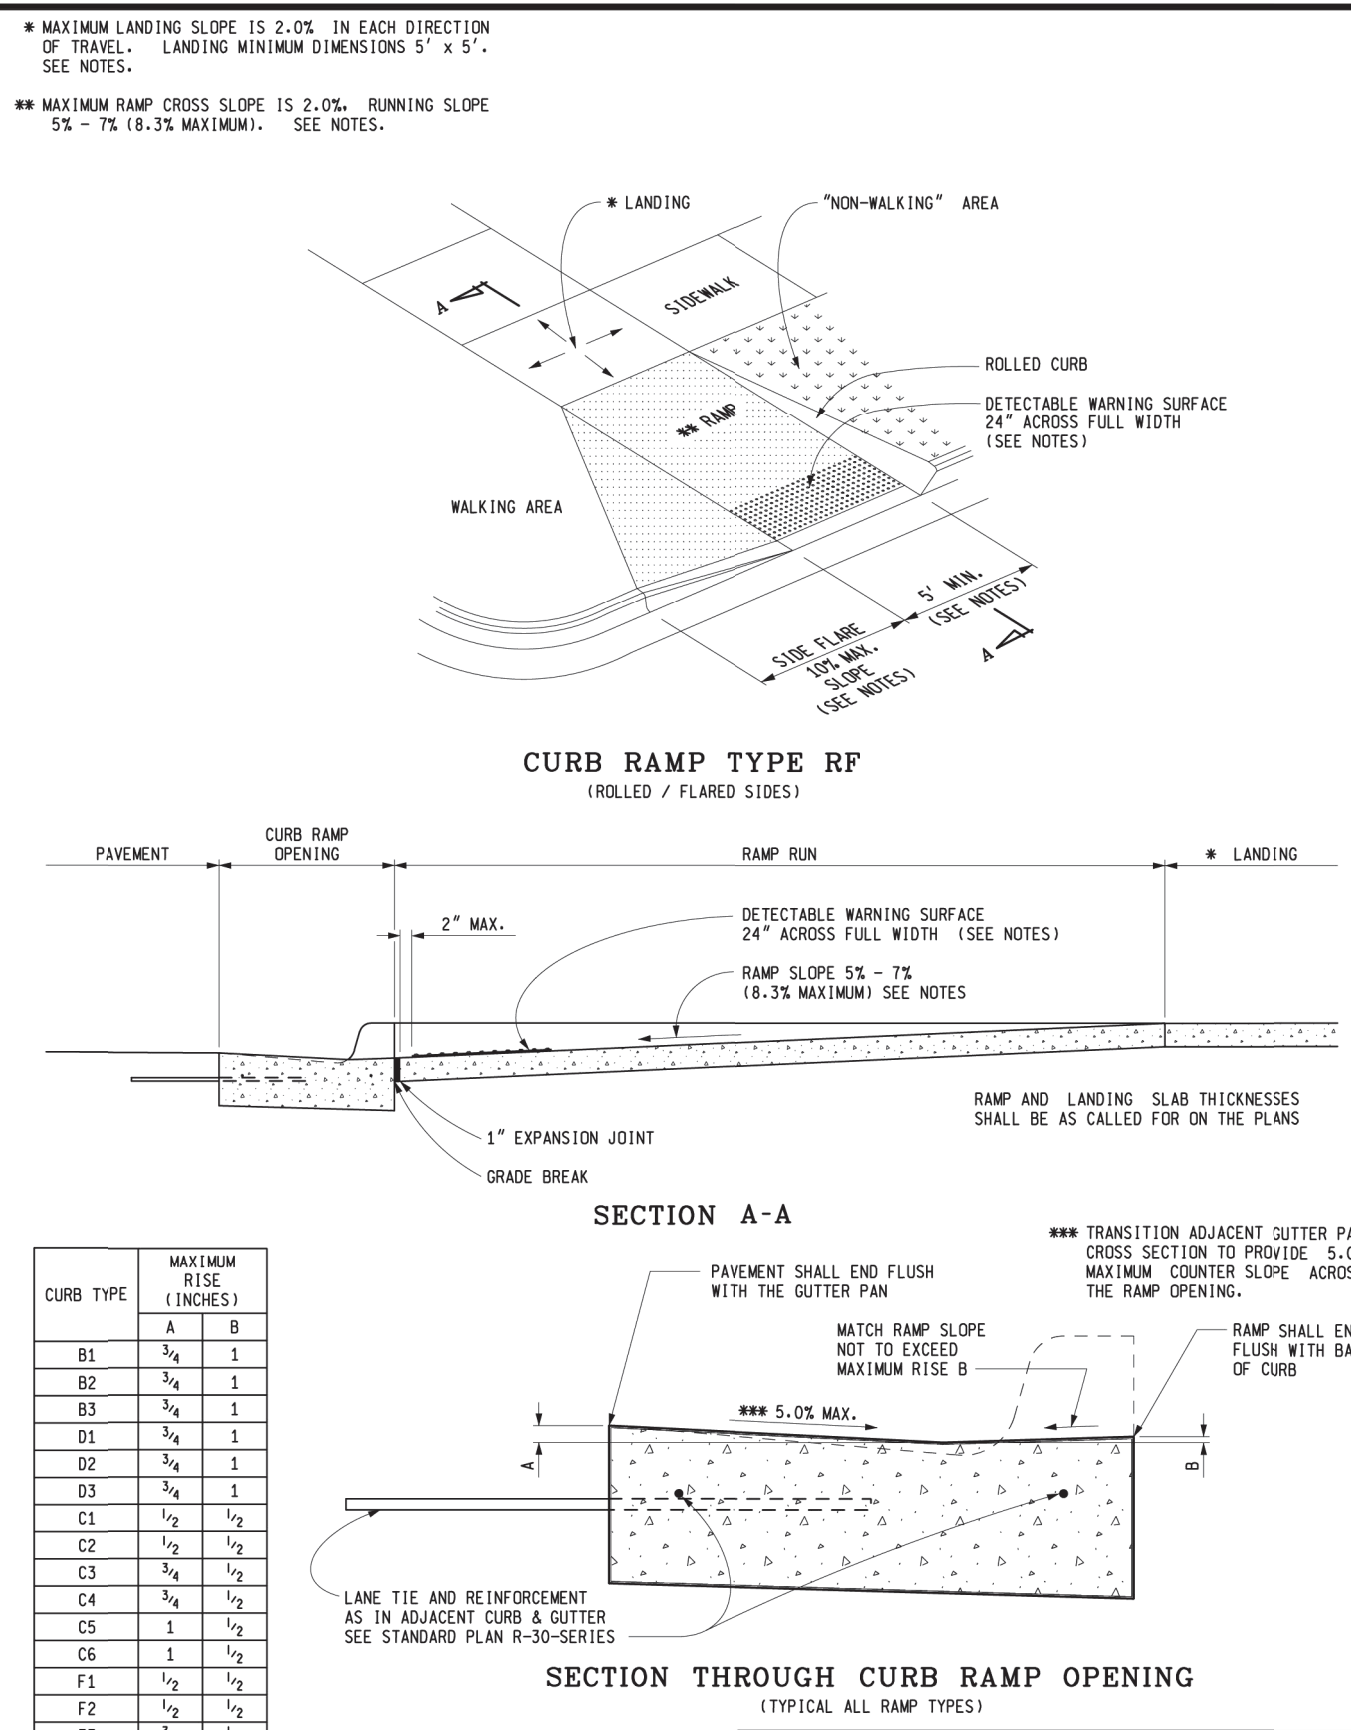 * MAXIMUM LANDING SLOPE IS 2.0% IN EACH DIRECTION
OF TRAVEL. LANDING MINIMUM DIMENSIONS 5' x 5'.
SEE NOTES.
** MAXIMUM RAMP CROSS SLOPE IS 2.0%. RUNNING SLOPE
5% - 7% (8.3% MAXIMUM). SEE NOTES.
* LANDING
"NON-WALKING" AREA
A
SIDEWALK
ROLLED CURB
** RAMP
DETECTABLE WARNING SURFACE
24" ACROSS FULL WIDTH
(SEE NOTES)
WALKING AREA
5' MIN.
(SEE NOTES)
SIDE FLARE
10% MAX.
SLOPE
(SEE NOTES)
A
CURB RAMP TYPE RF
(ROLLED / FLARED SIDES)
PAVEMENT
CURB RAMP
OPENING
RAMP RUN
* LANDING
2" MAX.
DETECTABLE WARNING SURFACE
24" ACROSS FULL WIDTH (SEE NOTES)
RAMP SLOPE 5% - 7%
(8.3% MAXIMUM) SEE NOTES
RAMP AND LANDING SLAB THICKNESSES
SHALL BE AS CALLED FOR ON THE PLANS
1" EXPANSION JOINT
GRADE BREAK
SECTION A-A
CURB TYPE
MAXIMUM
RISE
(INCHES)
A B
B1 3/4 1
B2 3/4 1
B3 3/4 1
D1 3/4 1
D2 3/4 1
D3 3/4 1
C1 1/2 1/2
C2 1/2 1/2
C3 3/4 1/2
C4 3/4 1/2
C5 1 1/2
C6 1 1/2
F1 1/2 1/2
F2 1/2 1/2
*** TRANSITION ADJACENT GUTTER PA
CROSS SECTION TO PROVIDE 5.0
MAXIMUM COUNTER SLOPE ACROS
THE RAMP OPENING.
PAVEMENT SHALL END FLUSH
WITH THE GUTTER PAN
MATCH RAMP SLOPE
NOT TO EXCEED
MAXIMUM RISE B
RAMP SHALL EN
FLUSH WITH BA
OF CURB
*** 5.0% MAX.
A
B
LANE TIE AND REINFORCEMENT
AS IN ADJACENT CURB & GUTTER
SEE STANDARD PLAN R-30-SERIES
SECTION THROUGH CURB RAMP OPENING
(TYPICAL ALL RAMP TYPES)